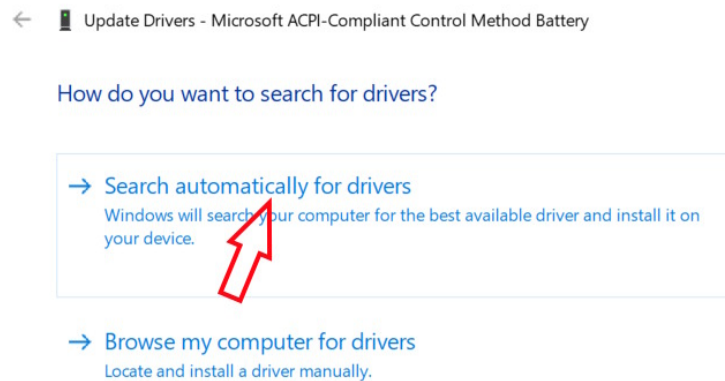 Update Drivers - Microsoft ACPI-Compliant Control Method Battery
How do you want to search for drivers?
Search automatically for drivers
Windows will search your computer for the best available driver and install it on
your device.
Browse my computer for drivers
Locate and install a driver manually.